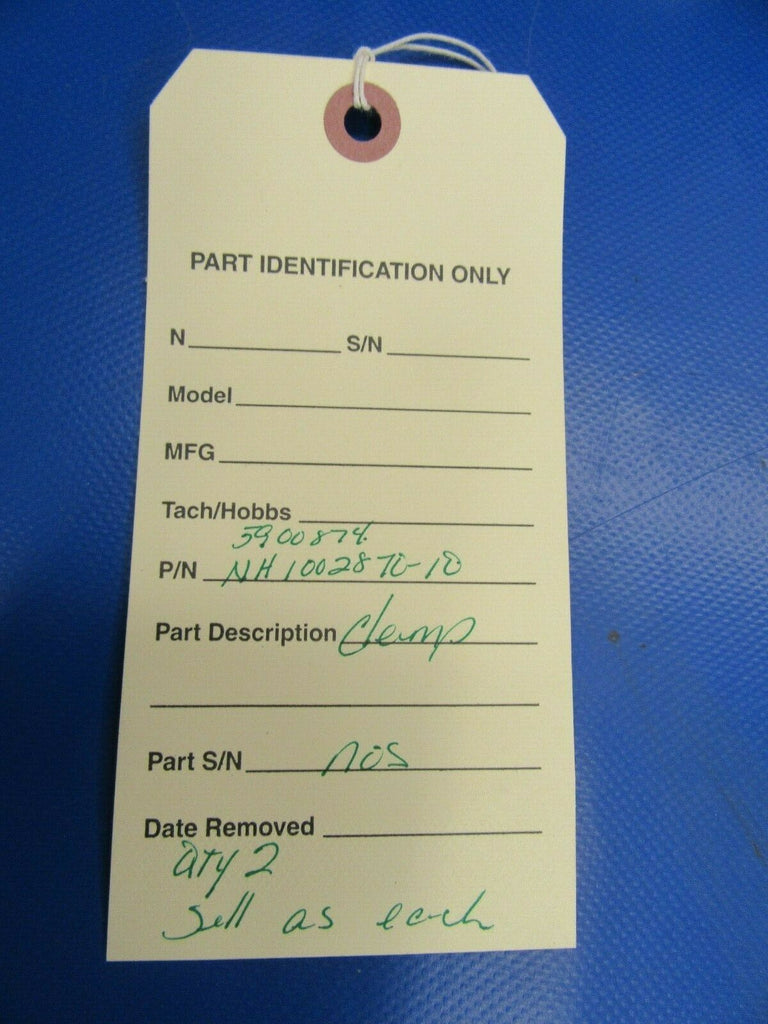 PART IDENTIFICATION ONLY
N S/N
Model
MFG
Tach/Hobbs
5900874
P/N NH1002870-10
Part Description Clamp
Part S/N NOS
Date Removed
Qty 2
Sell as each